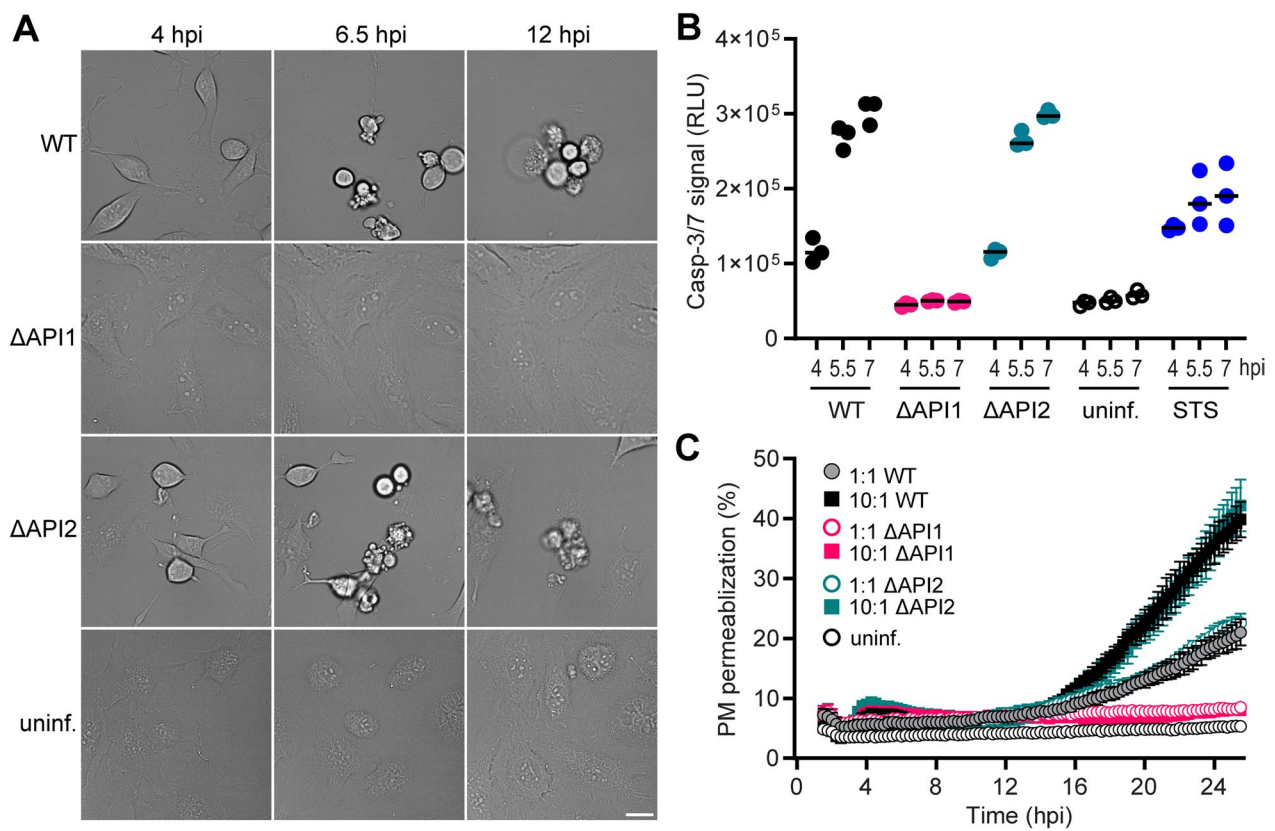 A
4 hpi 6.5 hpi 12 hpi
WT
ΔAPI1
ΔAPI2
uninf.
B
Casp-3/7 signal (RLU)
4×10⁵
3×10⁵
2×10⁵
1×10⁵
0
4 5.5 7 4 5.5 7 4 5.5 7 4 5.5 7 4 5.5 7 hpi
WT ΔAPI1 ΔAPI2 uninf. STS
C
PM permeablization (%)
50
40
30
20
10
0
1:1 WT
10:1 WT
1:1 ΔAPI1
10:1 ΔAPI1
1:1 ΔAPI2
10:1 ΔAPI2
uninf.
0 4 8 12 16 20 24
Time (hpi)